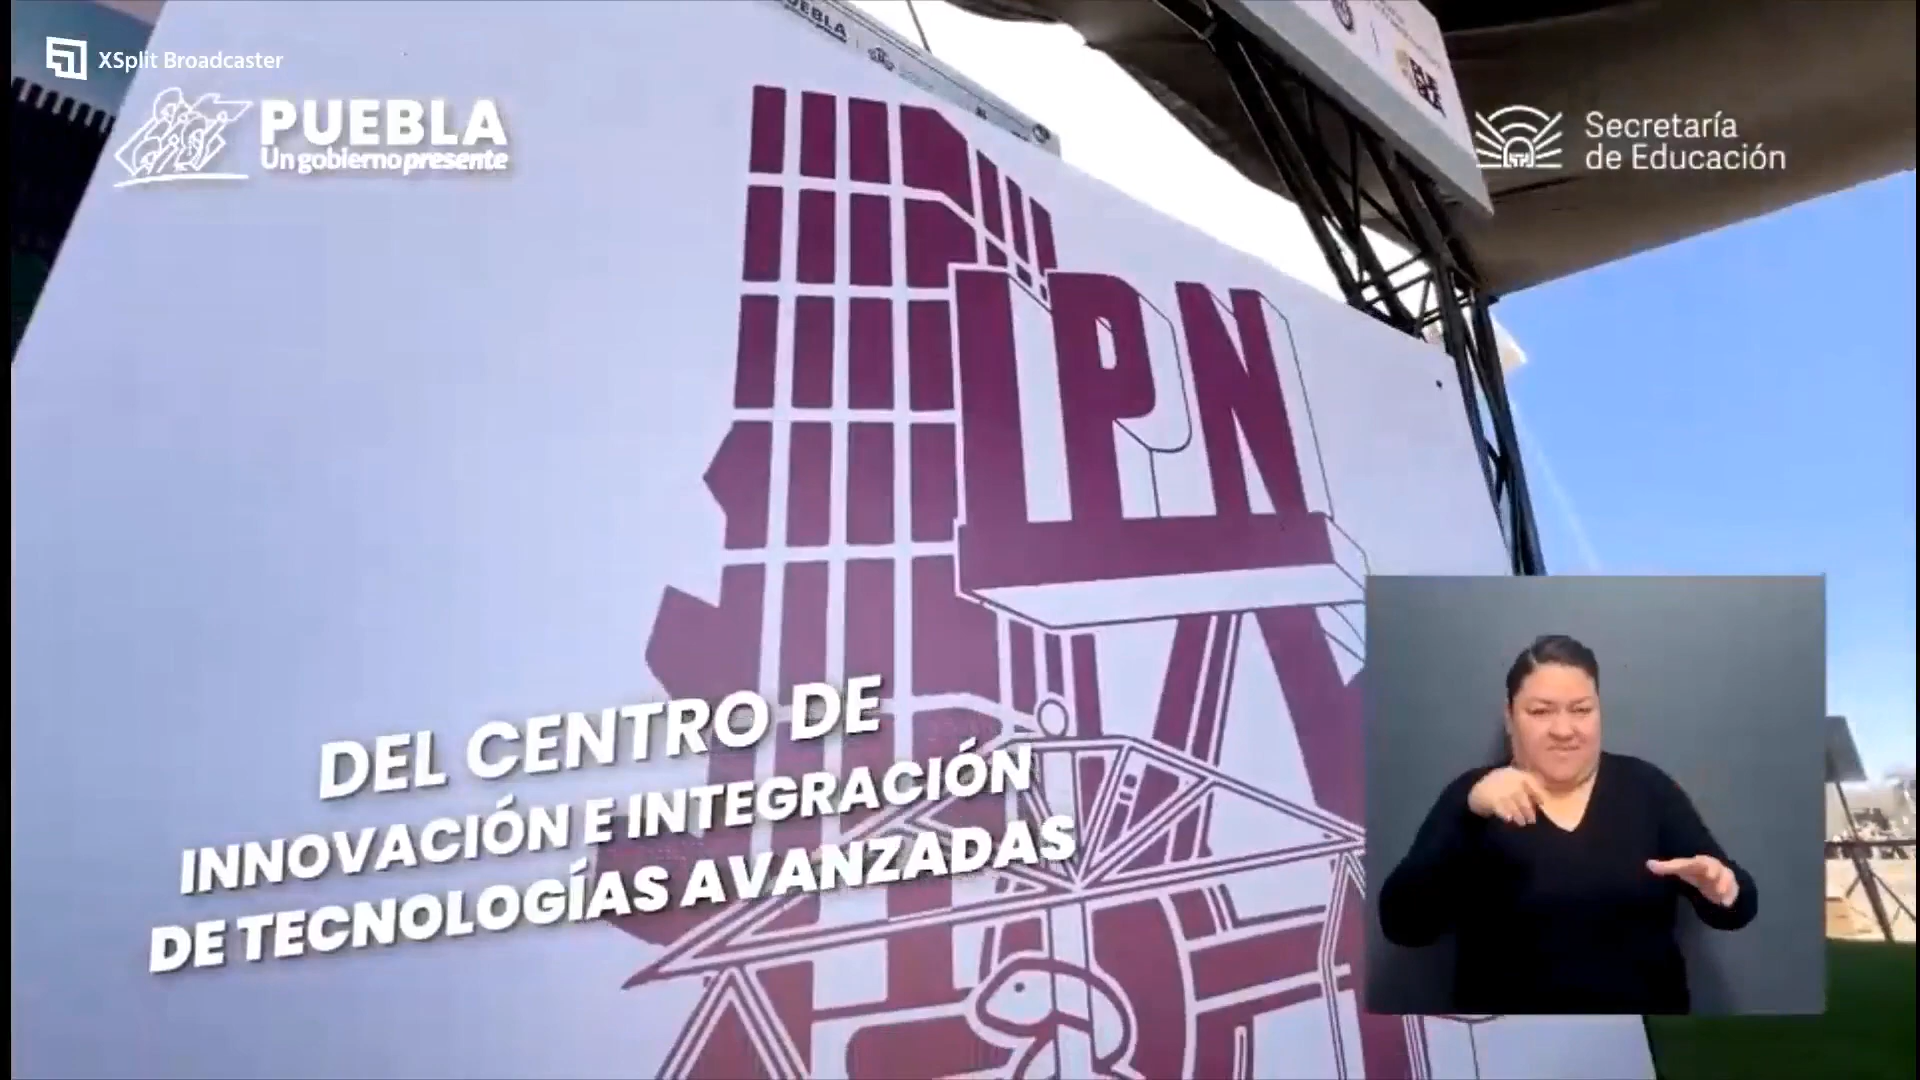 XSplit Broadcaster
PUEBLA
Un gobierno presente
Secretaría
de Educación
IPN
DEL CENTRO DE
INNOVACIÓN E INTEGRACIÓN
DE TECNOLOGÍAS AVANZADAS